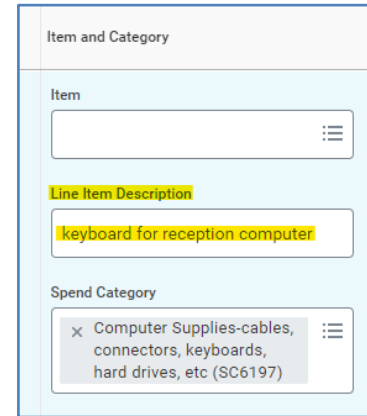 Item and Category
Item
Line Item Description
keyboard for reception computer
Spend Category
× Computer Supplies-cables,
connectors, keyboards,
hard drives, etc (SC6197)